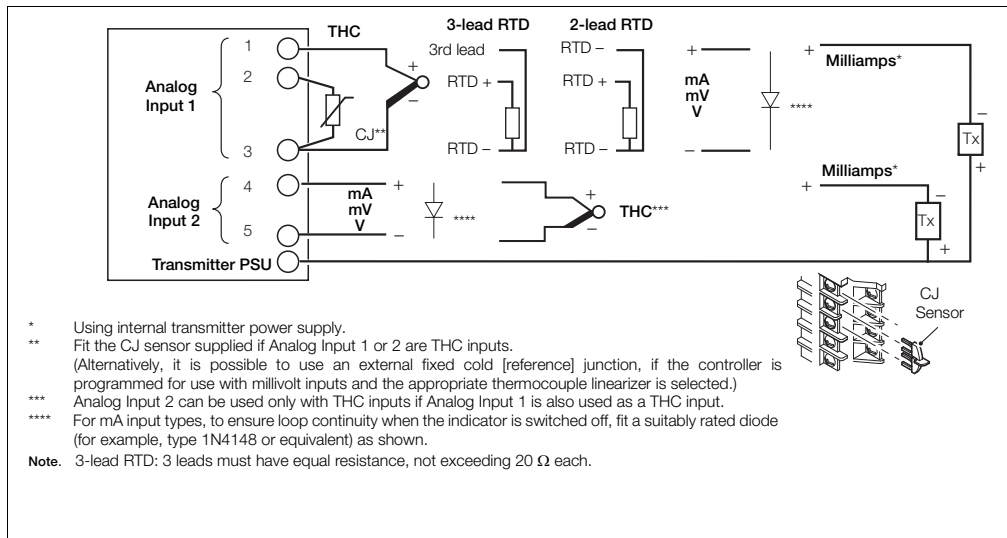 THC
3-lead RTD
2-lead RTD
Analog
Input 1
1
2
3
CJ**
+
–
3rd lead
RTD +
RTD –
RTD –
RTD +
RTD –
+
mA
mV
V
–
****
+
Milliamps*
–
Tx
+
Analog
Input 2
4
5
mA
mV
V
+
–
****
+
–
THC***
Milliamps*
+
–
Tx
+
Transmitter PSU
CJ
Sensor
* Using internal transmitter power supply.
** Fit the CJ sensor supplied if Analog Input 1 or 2 are THC inputs.
(Alternatively, it is possible to use an external fixed cold [reference] junction, if the controller is
programmed for use with millivolt inputs and the appropriate thermocouple linearizer is selected.)
*** Analog Input 2 can be used only with THC inputs if Analog Input 1 is also used as a THC input.
**** For mA input types, to ensure loop continuity when the indicator is switched off, fit a suitably rated diode
(for example, type 1N4148 or equivalent) as shown.
Note. 3-lead RTD: 3 leads must have equal resistance, not exceeding 20 Ω each.